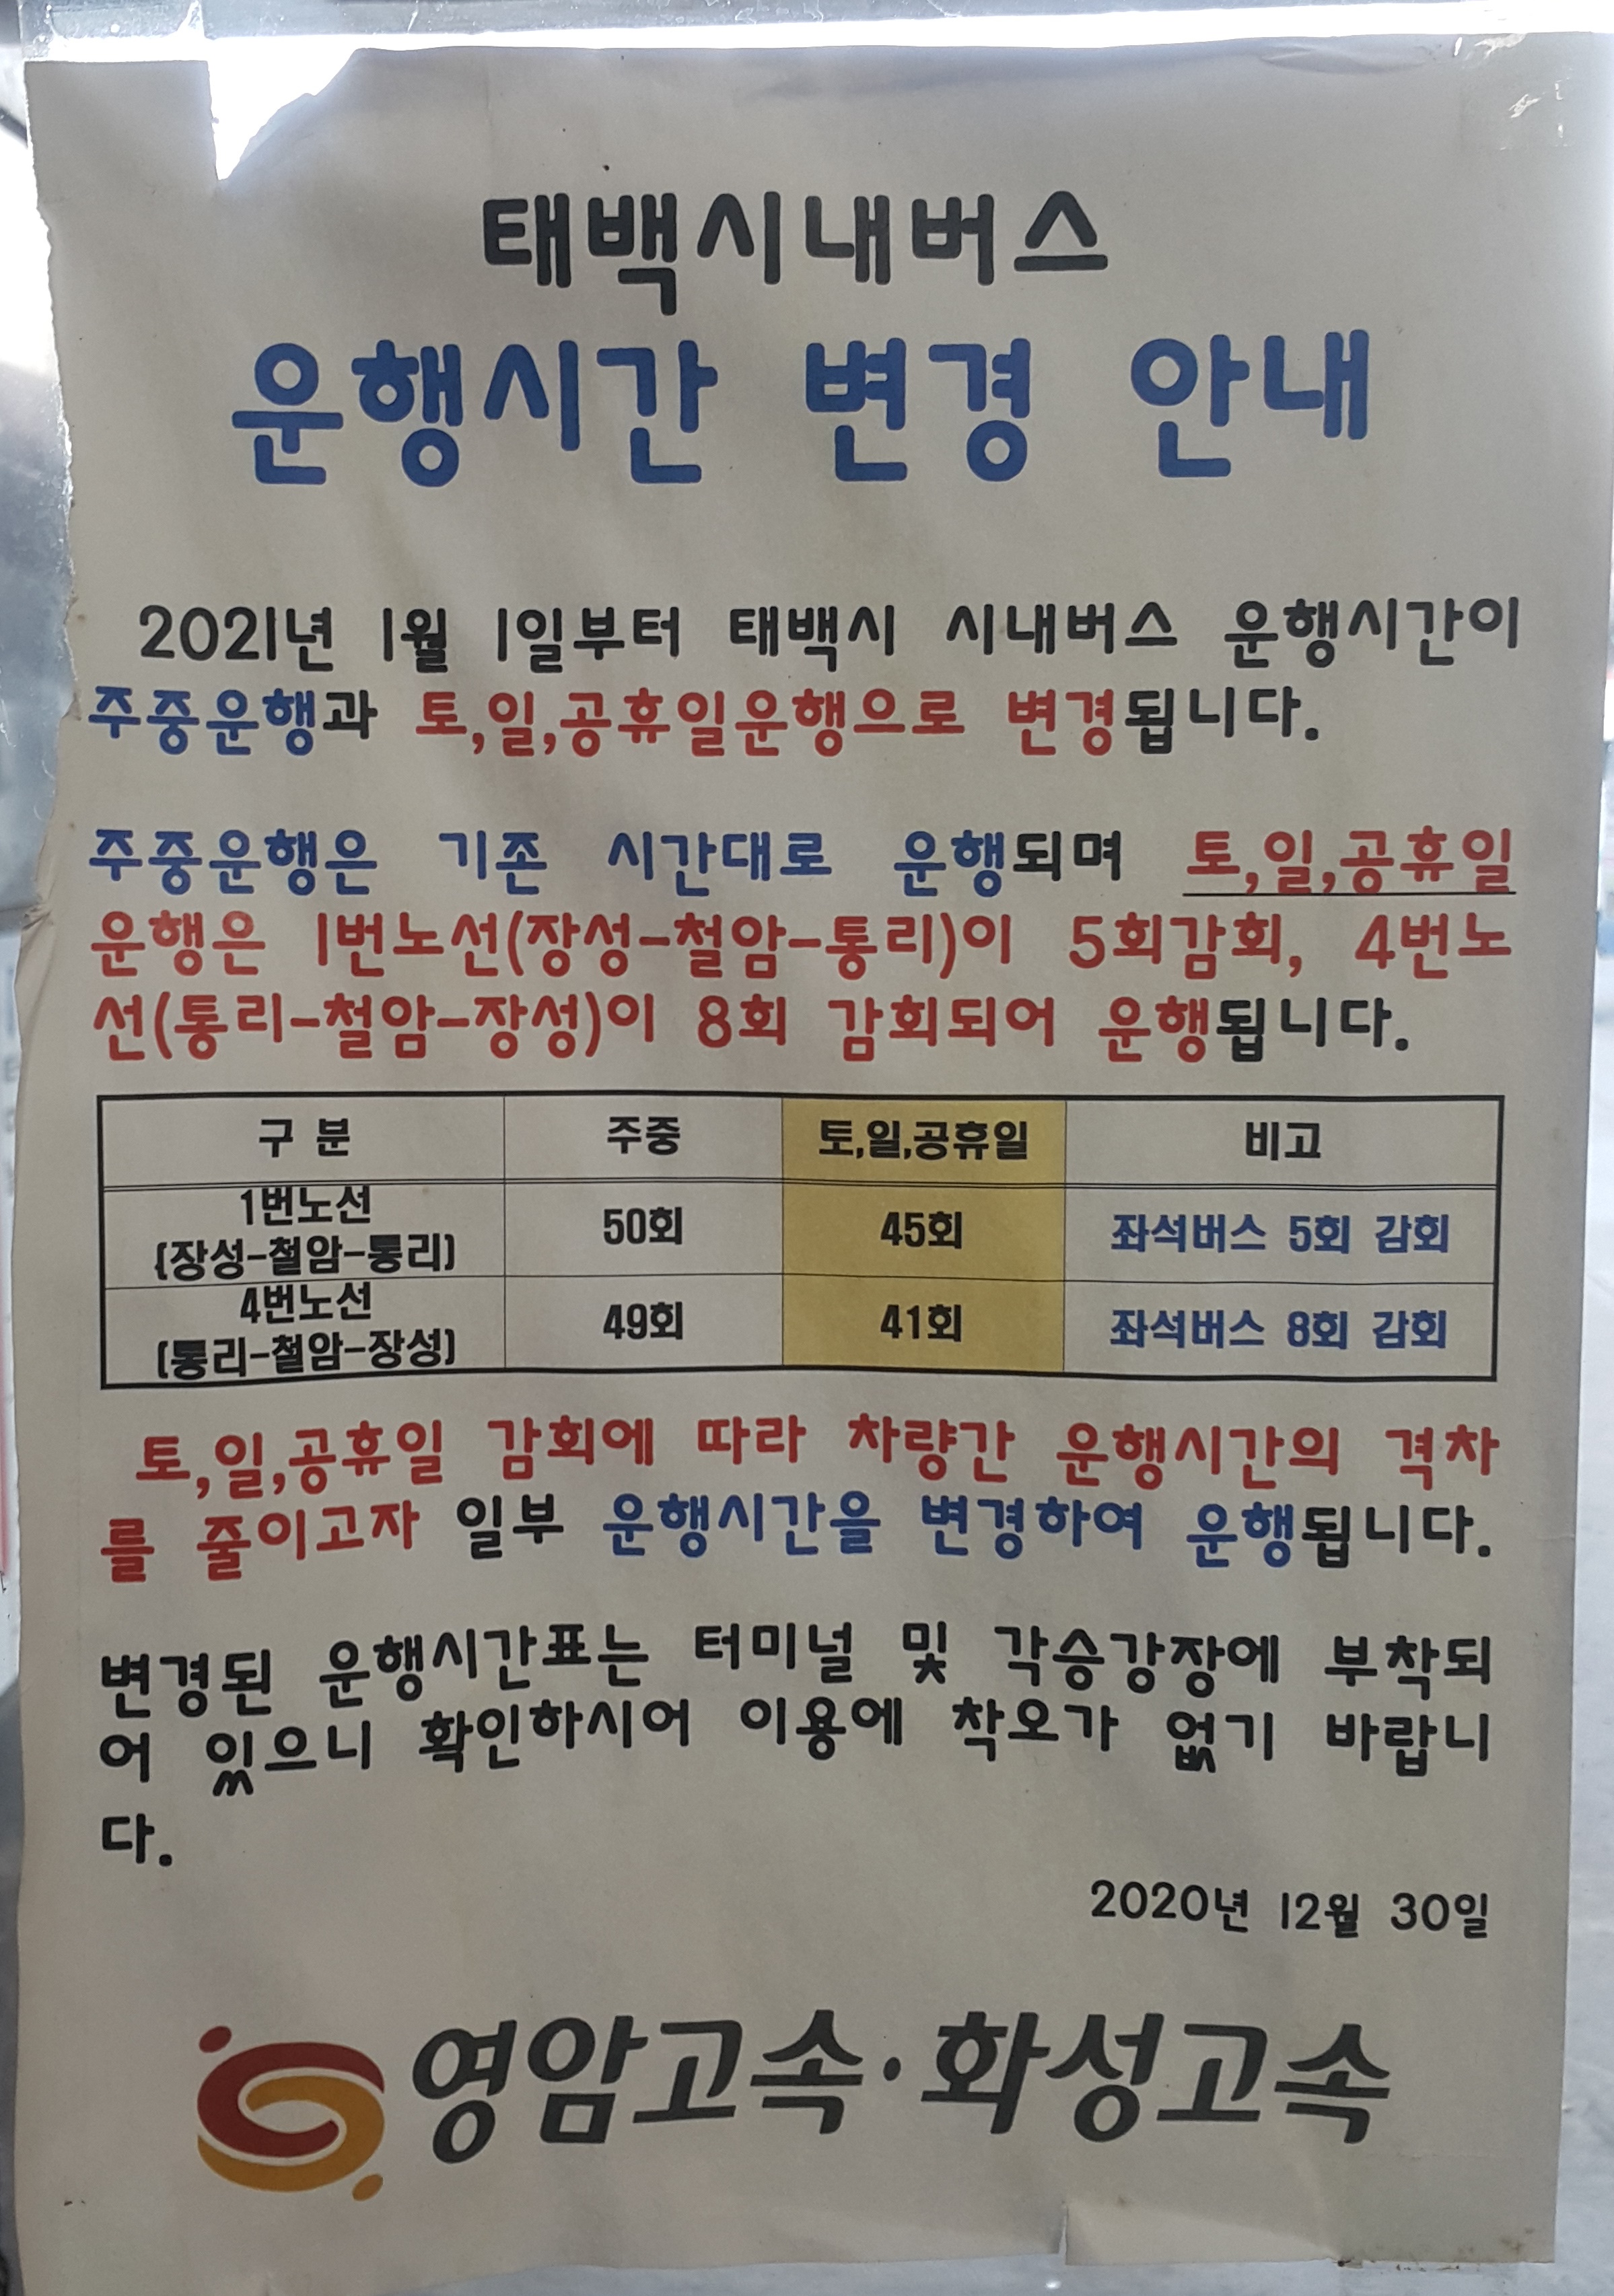 태백시내버스
운행시간 변경 안내
2021년 1월 1일부터 태백시 시내버스 운행시간이
주중운행과 토,일,공휴일운행으로 변경됩니다.
주중운행은 기존 시간대로 운행되며 토,일,공휴일
운행은 1번노선(장성-철암-통리)이 5회감회, 4번노
선(통리-철암-장성)이 8회 감회되어 운행됩니다.
구 분 주중 토,일,공휴일 비고
1번노선
(장성-철암-통리) 50회 45회 좌석버스 5회 감회
4번노선
(통리-철암-장성) 49회 41회 좌석버스 8회 감회
토,일,공휴일 감회에 따라 차량간 운행시간의 격차
를 줄이고자 일부 운행시간을 변경하여 운행됩니다.
변경된 운행시간표는 터미널 및 각승강장에 부착되
어 있으니 확인하시어 이용에 착오가 없기 바랍니
다.
2020년 12월 30일
영암고속·화성고속